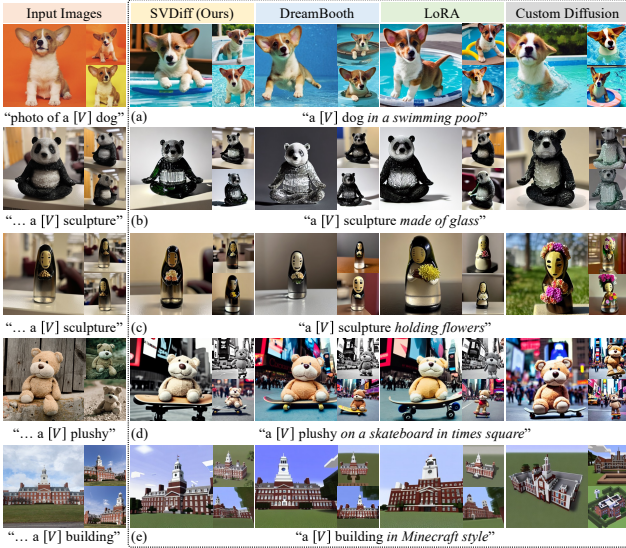 Input Images SVDiff (Ours) DreamBooth LoRA Custom Diffusion
“photo of a [V] dog” (a) “a [V] dog in a swimming pool”
“… a [V] sculpture” (b) “a [V] sculpture made of glass”
“… a [V] sculpture” (c) “a [V] sculpture holding flowers”
“… a [V] plushy” (d) “a [V] plushy on a skateboard in times square”
“… a [V] building” (e) “a [V] building in Minecraft style”